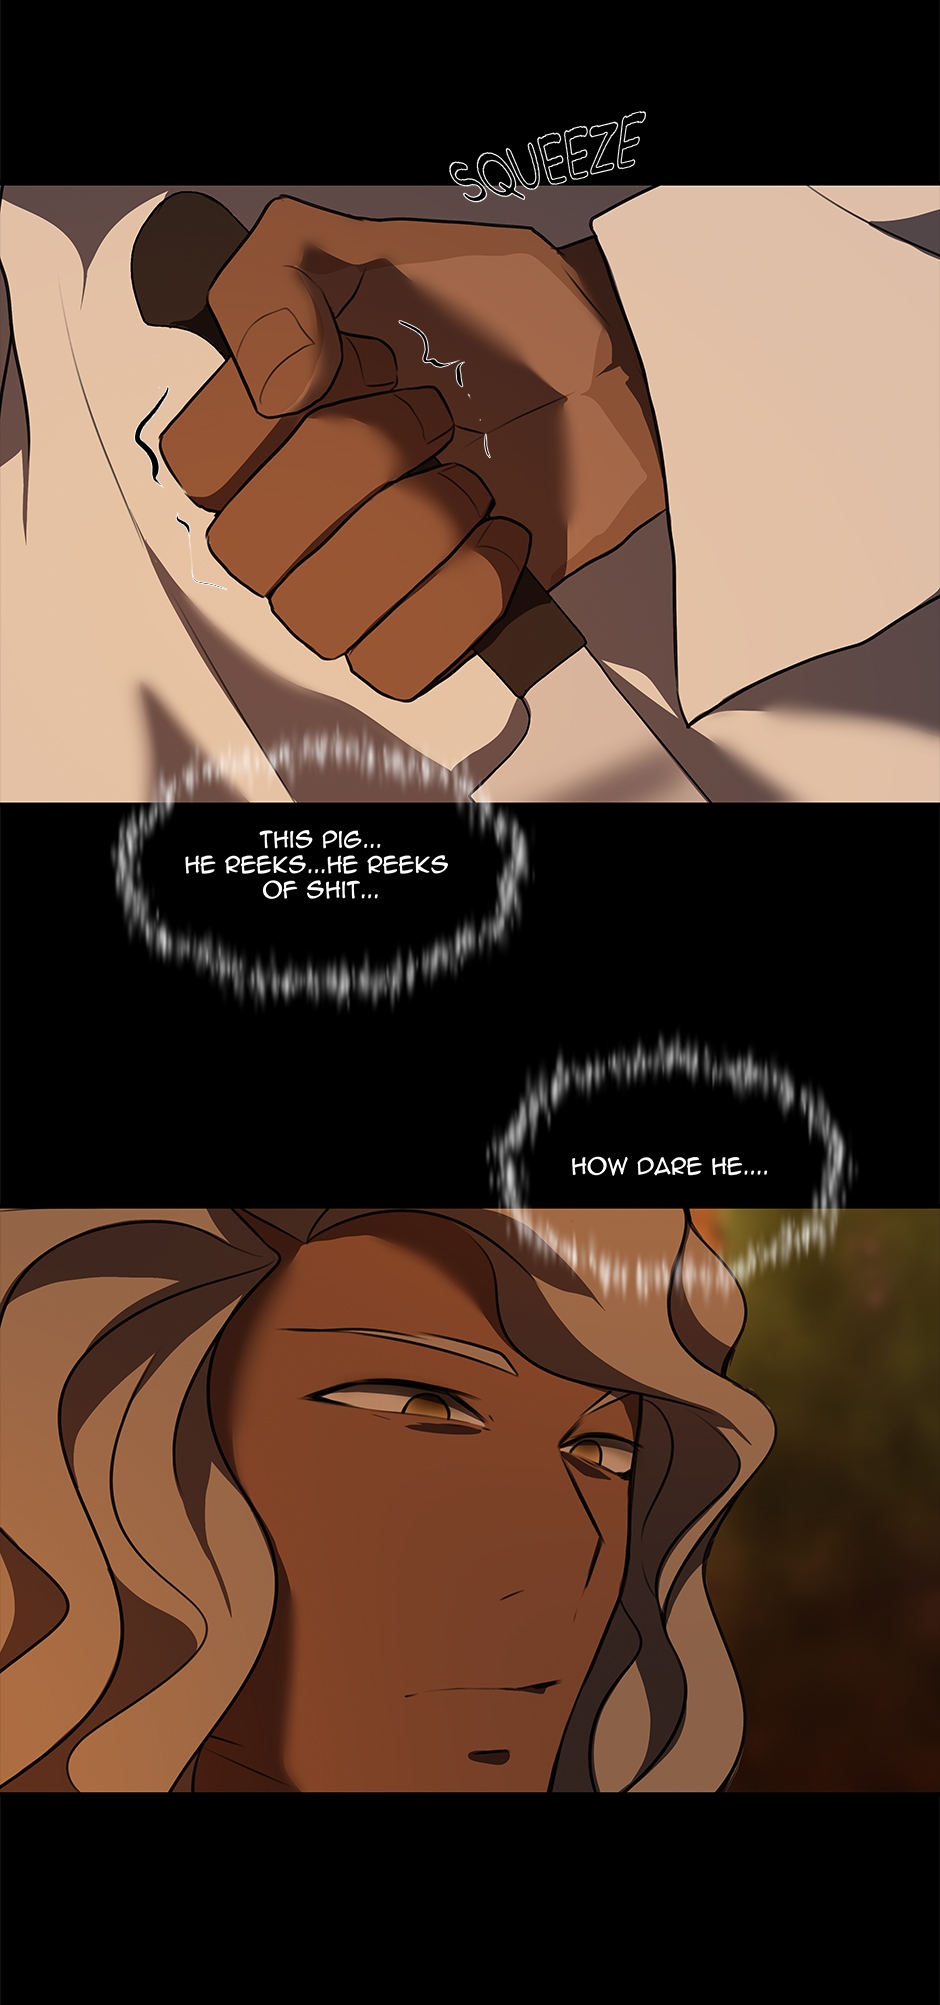 SQUEEZE
THIS PIG...
HE REEKS...HE REEKS
OF SHIT...
HOW DARE HE....